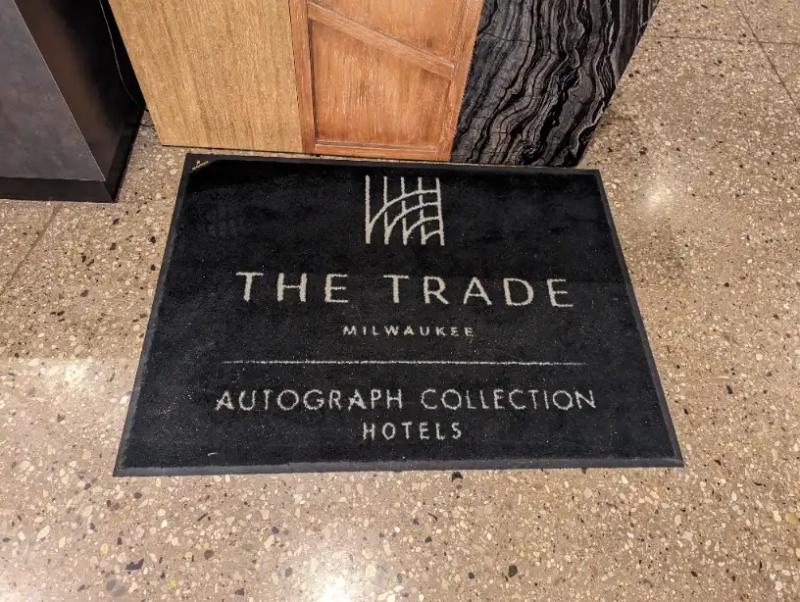 THE TRADE
MILWAUKEE
AUTOGRAPH COLLECTION
HOTELS